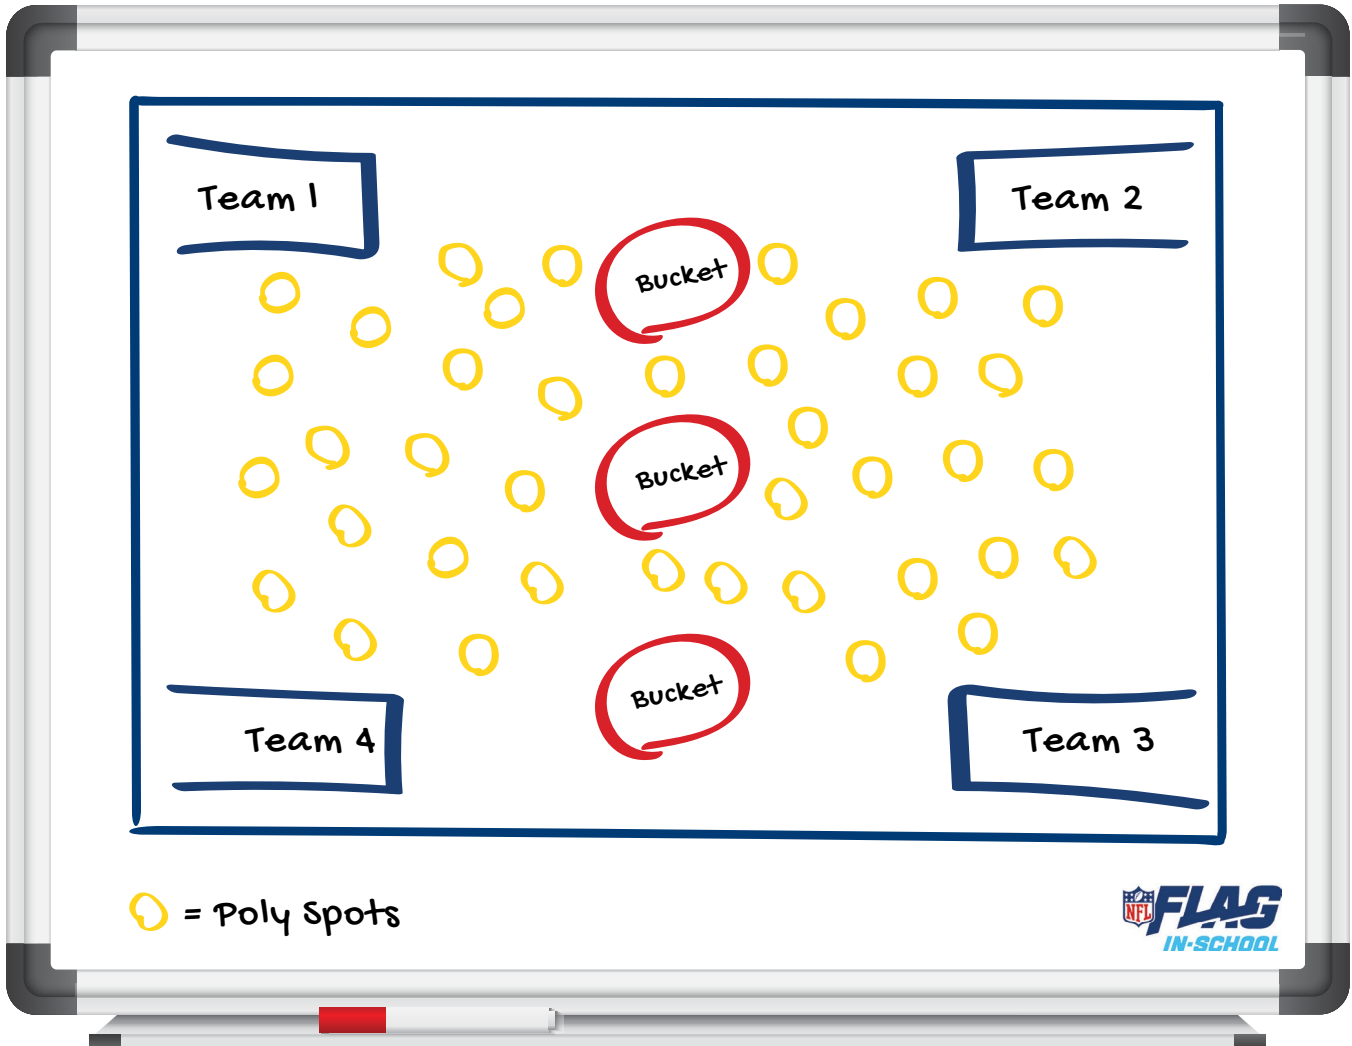 Team 1
Team 2
Bucket
Bucket
Bucket
Team 4
Team 3
= Poly Spots
NFL
FLAG
IN-SCHOOL